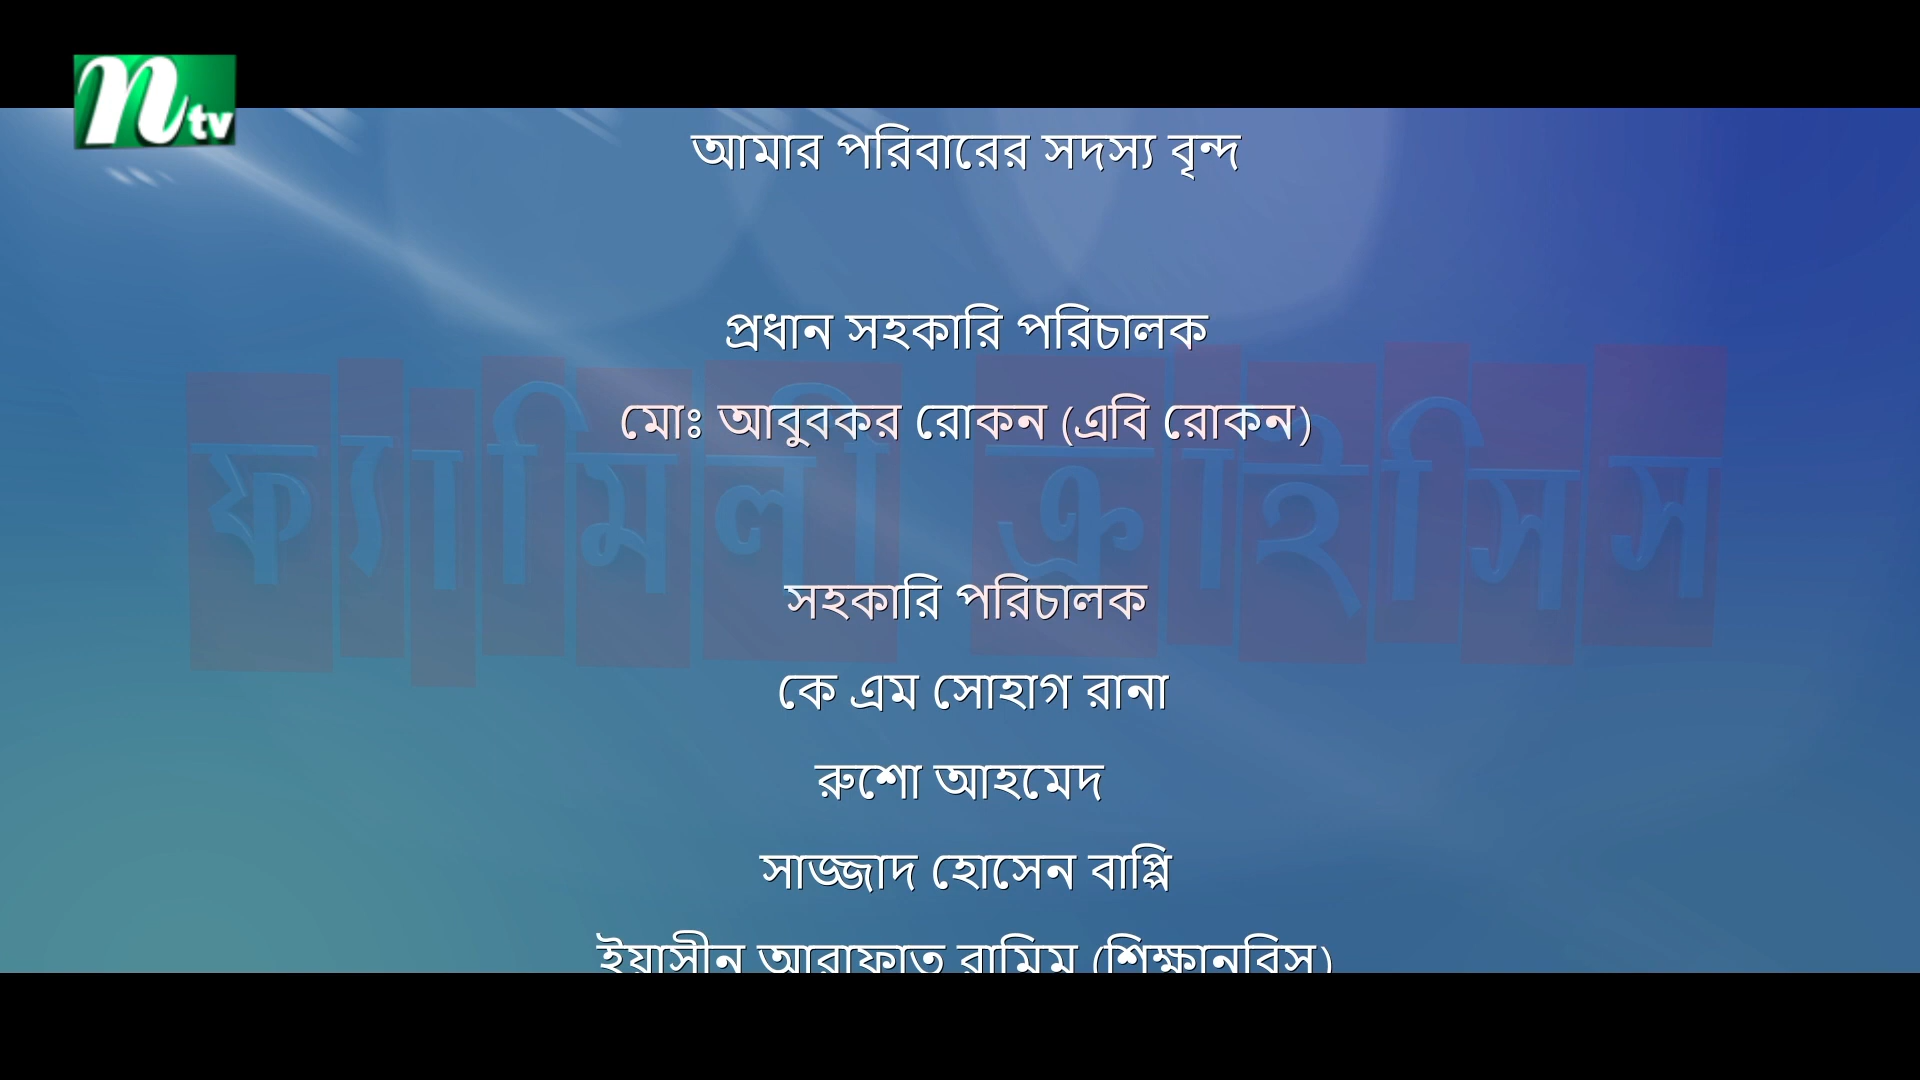 ntv
আমার পরিবারের সদস্য বৃন্দ
প্রধান সহকারি পরিচালক
মোঃ আবুবকর রোকন (এবি রোকন)
ফ্যামিলী ক্রাইসিস
সহকারি পরিচালক
কে এম সোহাগ রানা
রুশো আহমেদ
সাজ্জাদ হোসেন বাপ্পি
ইয়াসীন আরাফাত রামিম (শিক্ষানবিস)